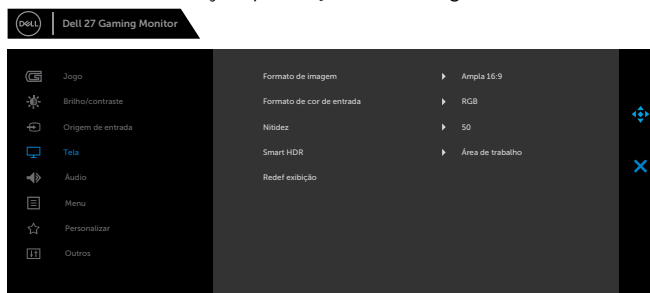 DELL
Dell 27 Gaming Monitor
Jogo
Formato de imagem
Ampla 16:9
Brilho/contraste
Formato de cor de entrada
RGB
Origem de entrada
Nitidez
50
Tela
Smart HDR
Área de trabalho
Áudio
Redef exibição
Menu
Personalizar
Outros